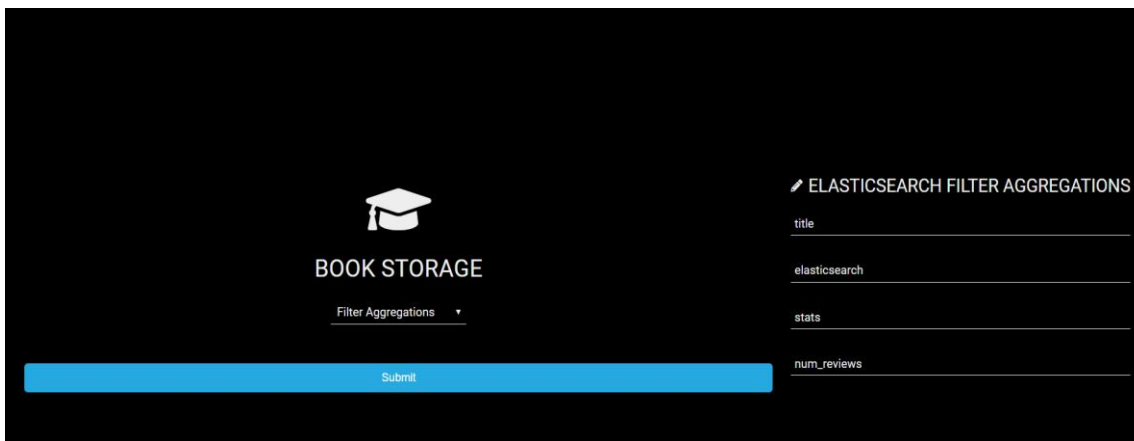 BOOK STORAGE
Filter Aggregations
Submit
ELASTICSEARCH FILTER AGGREGATIONS
title
elasticsearch
stats
num_reviews